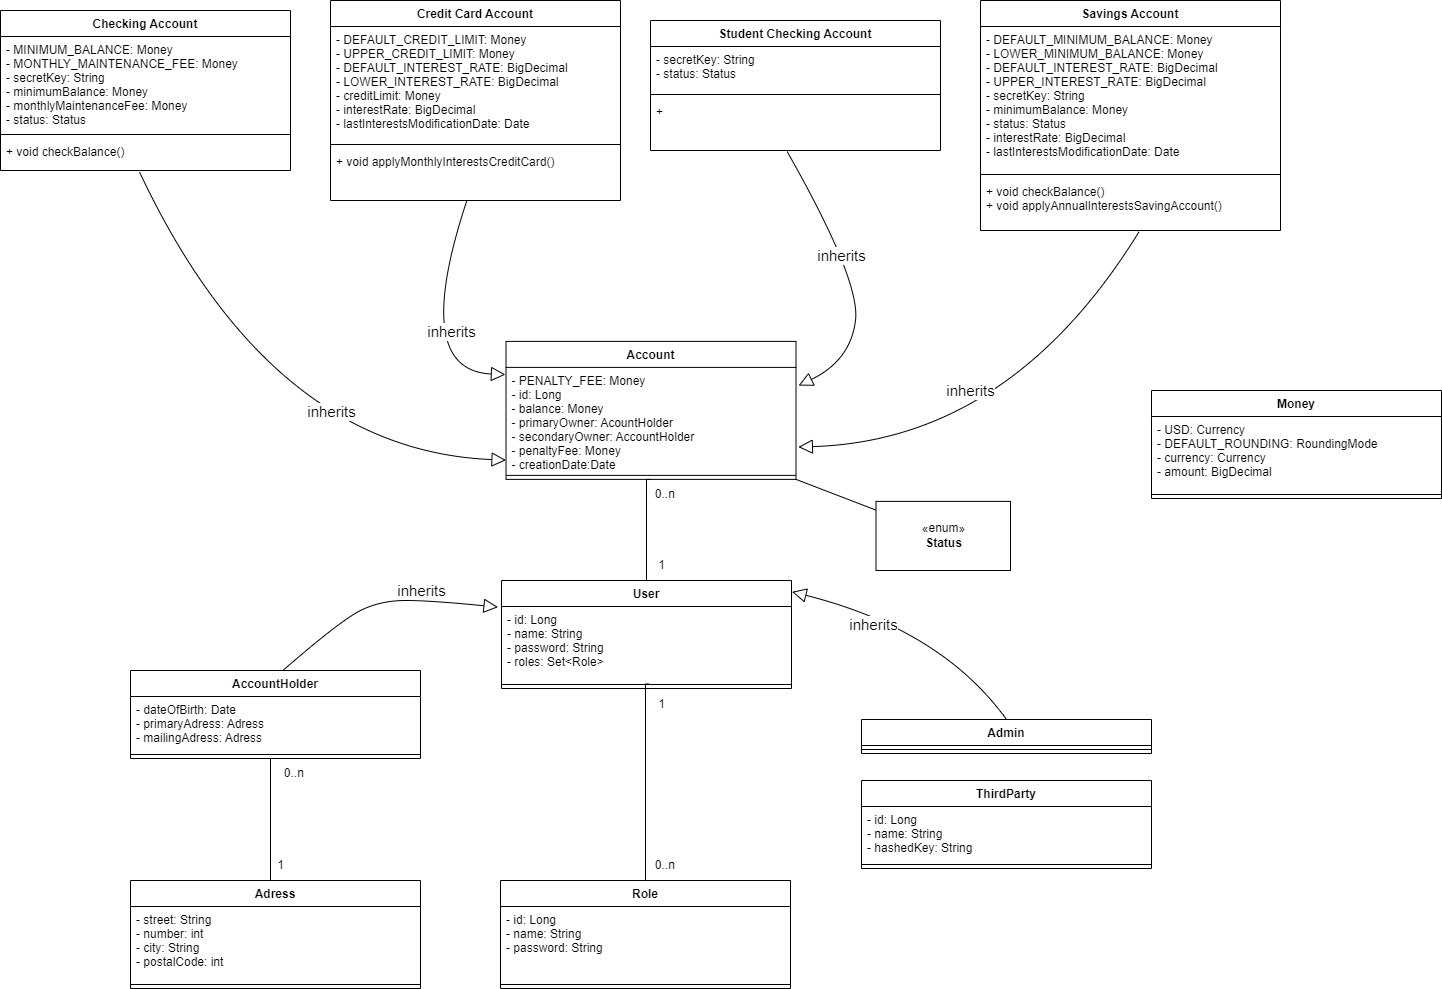 Checking Account
- MINIMUM_BALANCE: Money
- MONTHLY_MAINTENANCE_FEE: Money
- secretKey: String
- minimumBalance: Money
- monthlyMaintenanceFee: Money
- status: Status
+ void checkBalance()
Credit Card Account
- DEFAULT_CREDIT_LIMIT: Money
- UPPER_CREDIT_LIMIT: Money
- DEFAULT_INTEREST_RATE: BigDecimal
- LOWER_INTEREST_RATE: BigDecimal
- creditLimit: Money
- interestRate: BigDecimal
- lastInterestsModificationDate: Date
+ void applyMonthlyInterestsCreditCard()
Student Checking Account
- secretKey: String
- status: Status
+
Savings Account
- DEFAULT_MINIMUM_BALANCE: Money
- LOWER_MINIMUM_BALANCE: Money
- DEFAULT_INTEREST_RATE: BigDecimal
- UPPER_INTEREST_RATE: BigDecimal
- secretKey: String
- minimumBalance: Money
- status: Status
- interestRate: BigDecimal
- lastInterestsModificationDate: Date
+ void checkBalance()
+ void applyAnnualInterestsSavingAccount()
inherits
inherits
inherits
inherits
Account
- PENALTY_FEE: Money
- id: Long
- balance: Money
- primaryOwner: AcountHolder
- secondaryOwner: AccountHolder
- penaltyFee: Money
- creationDate:Date
Money
- USD: Currency
- DEFAULT_ROUNDING: RoundingMode
- currency: Currency
- amount: BigDecimal
0..n
1
«enum»
Status
inherits
User
- id: Long
- name: String
- password: String
- roles: Set<Role>
inherits
AccountHolder
- dateOfBirth: Date
- primaryAdress: Adress
- mailingAdress: Adress
1
Admin
0..n
ThirdParty
- id: Long
- name: String
- hashedKey: String
1
0..n
Adress
- street: String
- number: int
- city: String
- postalCode: int
Role
- id: Long
- name: String
- password: String